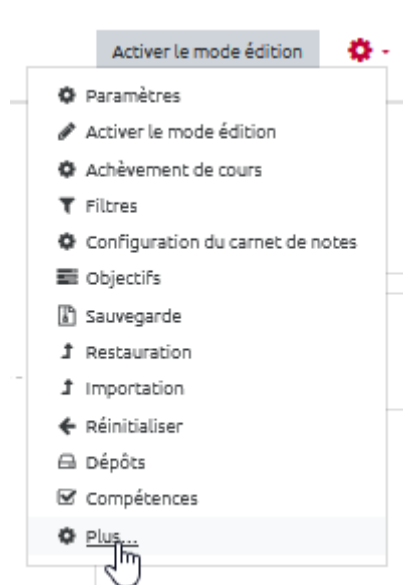 Activer le mode édition
Paramètres
Activer le mode édition
Achèvement de cours
Filtres
Configuration du carnet de notes
Objectifs
Sauvegarde
Restauration
Importation
Réinitialiser
Dépôts
Compétences
Plus...